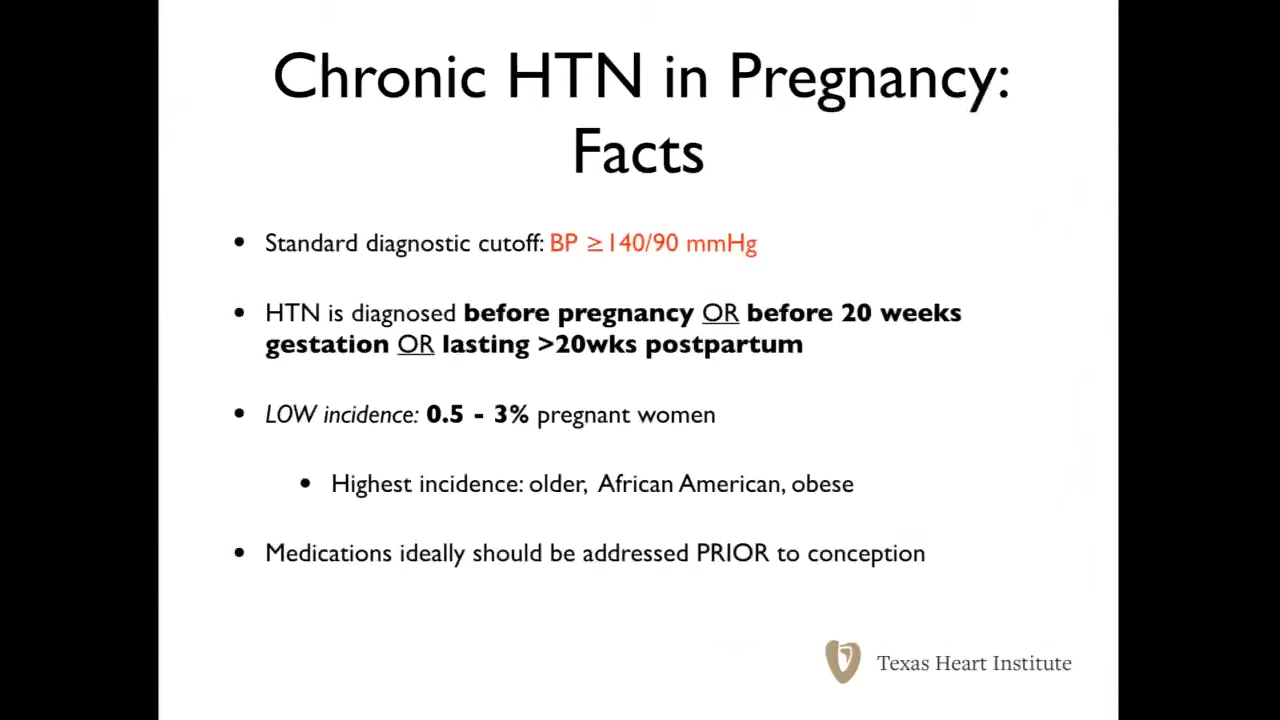 Chronic HTN in Pregnancy:
Facts
• Standard diagnostic cutoff: BP ≥140/90 mmHg
• HTN is diagnosed before pregnancy OR before 20 weeks
gestation OR lasting >20wks postpartum
• LOW incidence: 0.5 - 3% pregnant women
• Highest incidence: older, African American, obese
• Medications ideally should be addressed PRIOR to conception
Texas Heart Institute